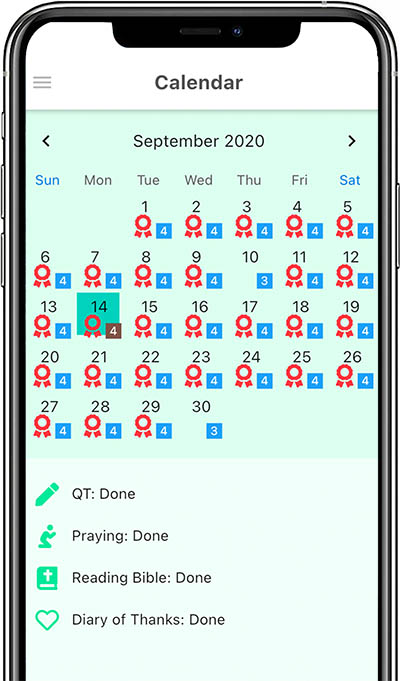 Calendar
September 2020
Sun Mon Tue Wed Thu Fri Sat
1 2 3 4 5
4 4 4 4 4
6 7 8 9 10 11 12
4 4 4 4 3 4 4
13 14 15 16 17 18 19
4 4 4 4 4 4 4
20 21 22 23 24 25 26
4 4 4 4 4 4 4
27 28 29 30
4 4 4 3
QT: Done
Praying: Done
Reading Bible: Done
Diary of Thanks: Done